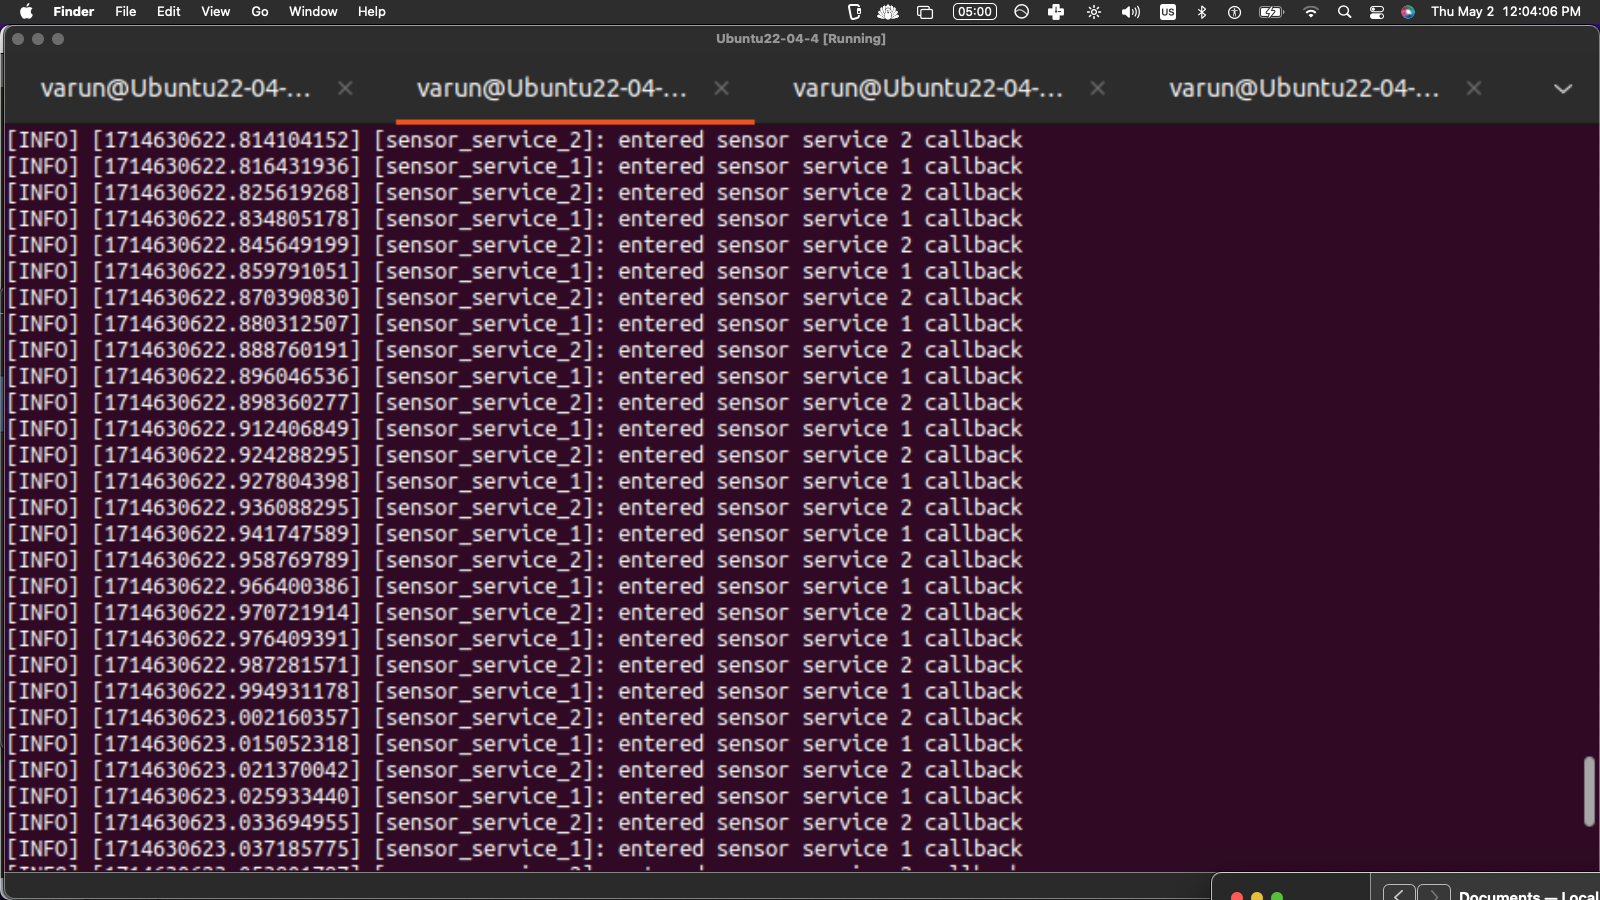 Finder File Edit View Go Window Help 05:00 US Thu May 2 12:04:06 PM
Ubuntu22-04-4 [Running]
varun@Ubuntu22-04-... varun@Ubuntu22-04-... varun@Ubuntu22-04-... varun@Ubuntu22-04-...
[INFO] [1714630622.814104152] [sensor_service_2]: entered sensor service 2 callback
[INFO] [1714630622.816431936] [sensor_service_1]: entered sensor service 1 callback
[INFO] [1714630622.825619268] [sensor_service_2]: entered sensor service 2 callback
[INFO] [1714630622.834805178] [sensor_service_1]: entered sensor service 1 callback
[INFO] [1714630622.845649199] [sensor_service_2]: entered sensor service 2 callback
[INFO] [1714630622.859791051] [sensor_service_1]: entered sensor service 1 callback
[INFO] [1714630622.870390830] [sensor_service_2]: entered sensor service 2 callback
[INFO] [1714630622.880312507] [sensor_service_1]: entered sensor service 1 callback
[INFO] [1714630622.888760191] [sensor_service_2]: entered sensor service 2 callback
[INFO] [1714630622.896046536] [sensor_service_1]: entered sensor service 1 callback
[INFO] [1714630622.898360277] [sensor_service_2]: entered sensor service 2 callback
[INFO] [1714630622.912406849] [sensor_service_1]: entered sensor service 1 callback
[INFO] [1714630622.924288295] [sensor_service_2]: entered sensor service 2 callback
[INFO] [1714630622.927804398] [sensor_service_1]: entered sensor service 1 callback
[INFO] [1714630622.936088295] [sensor_service_2]: entered sensor service 2 callback
[INFO] [1714630622.941747589] [sensor_service_1]: entered sensor service 1 callback
[INFO] [1714630622.958769789] [sensor_service_2]: entered sensor service 2 callback
[INFO] [1714630622.966400386] [sensor_service_1]: entered sensor service 1 callback
[INFO] [1714630622.970721914] [sensor_service_2]: entered sensor service 2 callback
[INFO] [1714630622.976409391] [sensor_service_1]: entered sensor service 1 callback
[INFO] [1714630622.987281571] [sensor_service_2]: entered sensor service 2 callback
[INFO] [1714630622.994931178] [sensor_service_1]: entered sensor service 1 callback
[INFO] [1714630623.002160357] [sensor_service_2]: entered sensor service 2 callback
[INFO] [1714630623.015052318] [sensor_service_1]: entered sensor service 1 callback
[INFO] [1714630623.021370042] [sensor_service_2]: entered sensor service 2 callback
[INFO] [1714630623.025933440] [sensor_service_1]: entered sensor service 1 callback
[INFO] [1714630623.033694955] [sensor_service_2]: entered sensor service 2 callback
[INFO] [1714630623.037185775] [sensor_service_1]: entered sensor service 1 callback
Documents — Local